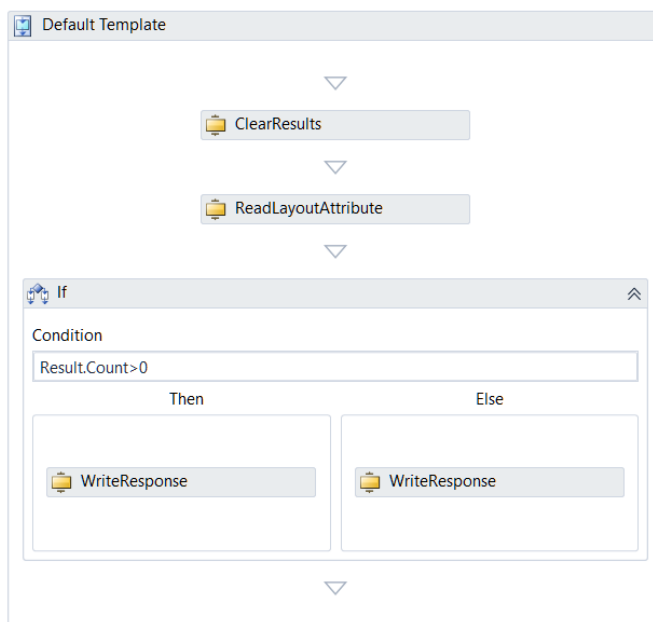 Default Template
ClearResults
ReadLayoutAttribute
If
Condition
Result.Count>0
Then Else
WriteResponse WriteResponse